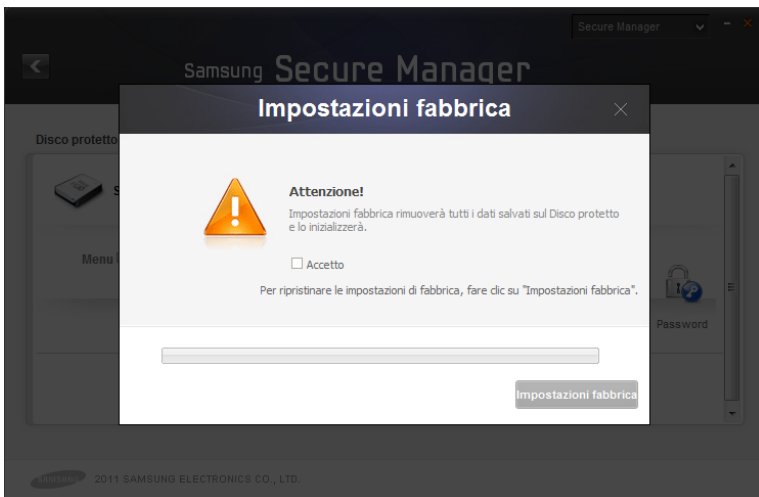 Secure Manager
Samsung Secure Manager
Impostazioni fabbrica
Disco protetto
Attenzione!
Impostazioni fabbrica rimuoverà tutti i dati salvati sul Disco protetto
e lo inizializzerà.
Accetto
Per ripristinare le impostazioni di fabbrica, fare clic su "Impostazioni fabbrica".
Menu
Password
Impostazioni fabbrica
SAMSUNG 2011 SAMSUNG ELECTRONICS CO., LTD.